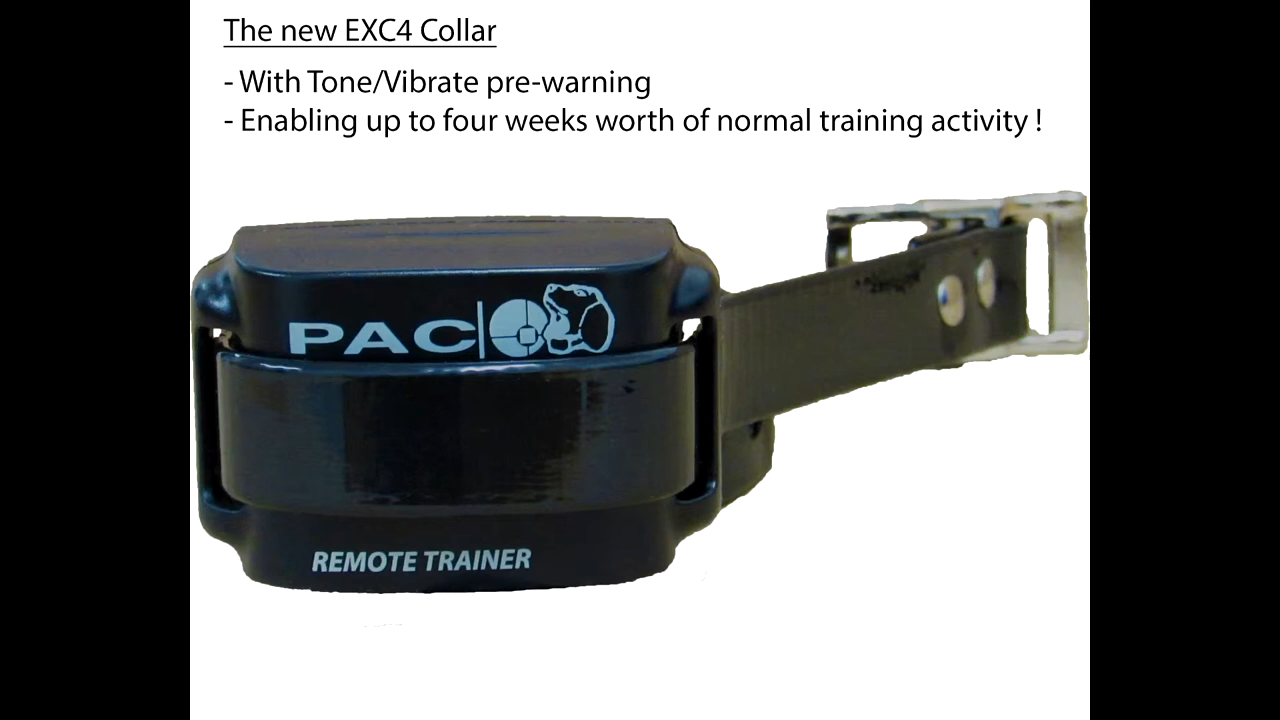 The new EXC4 Collar
- With Tone/Vibrate pre-warning
- Enabling up to four weeks worth of normal training activity !
PAC
REMOTE TRAINER